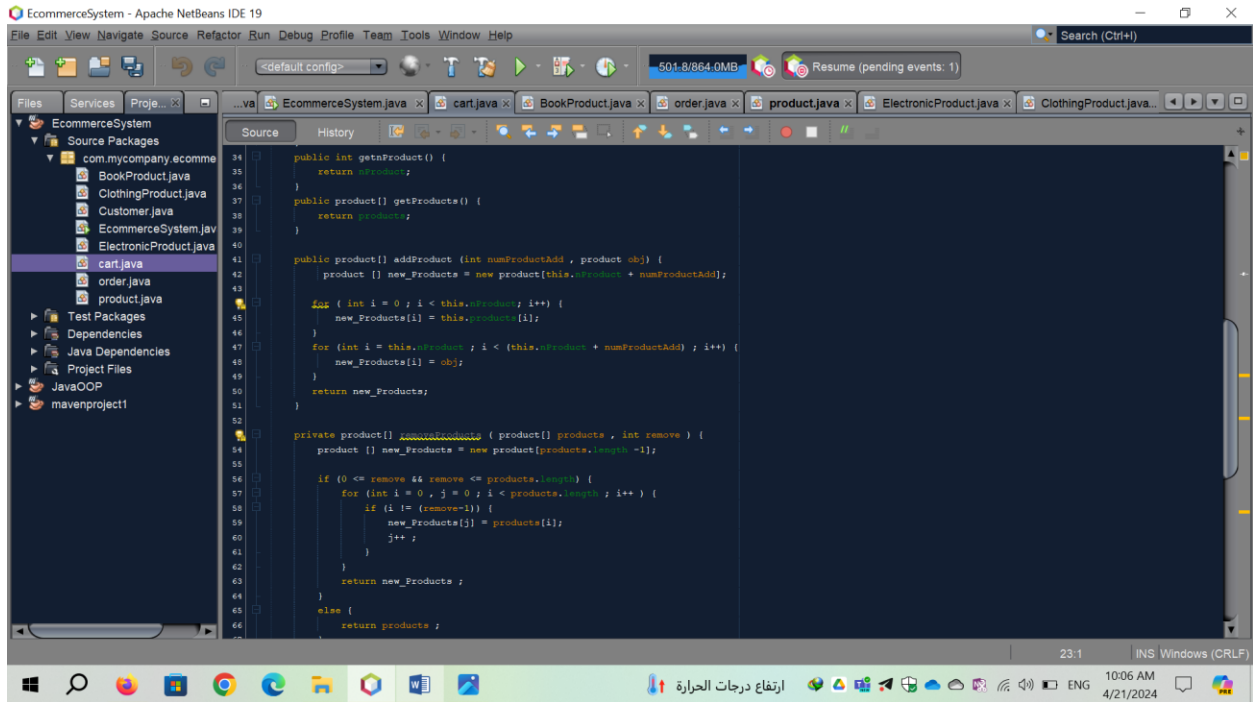 EcommerceSystem - Apache NetBeans IDE 19
File Edit View Navigate Source Refactor Run Debug Profile Team Tools Window Help
Search (Ctrl+I)
<default config>
501.8/864.0MB
Resume (pending events: 1)
Files Services Proje...
...va EcommerceSystem.java cart.java BookProduct.java order.java product.java ElectronicProduct.java ClothingProduct.java...
Source History
EcommerceSystem
Source Packages
com.mycompany.ecomme
BookProduct.java
ClothingProduct.java
Customer.java
EcommerceSystem.jav
ElectronicProduct.java
cart.java
order.java
product.java
Test Packages
Dependencies
Java Dependencies
Project Files
JavaOOP
mavenproject1
34 public int getnProduct() {
35 return nProduct;
36 }
37 public product[] getProducts() {
38 return products;
39 }
40
41 public product[] addProduct (int numProductAdd , product obj) {
42 product [] new_Products = new product[this.nProduct + numProductAdd];
43
for ( int i = 0 ; i < this.nProduct; i++) {
45 new_Products[i] = this.products[i];
46 }
47 for (int i = this.nProduct ; i < (this.nProduct + numProductAdd) ; i++) {
48 new_Products[i] = obj;
49 }
50 return new_Products;
51 }
52
private product[] removeProducts ( product[] products , int remove ) {
54 product [] new_Products = new product[products.length -1];
55
56 if (0 <= remove && remove <= products.length) {
57 for (int i = 0 , j = 0 ; i < products.length ; i++ ) {
58 if (i != (remove-1)) {
59 new_Products[j] = products[i];
60 j++ ;
61 }
62 }
63 return new_Products ;
64 }
65 else {
66 return products ;
23:1 INS Windows (CRLF)
ارتفاع درجات الحرارة
ENG
10:06 AM
4/21/2024
PRE